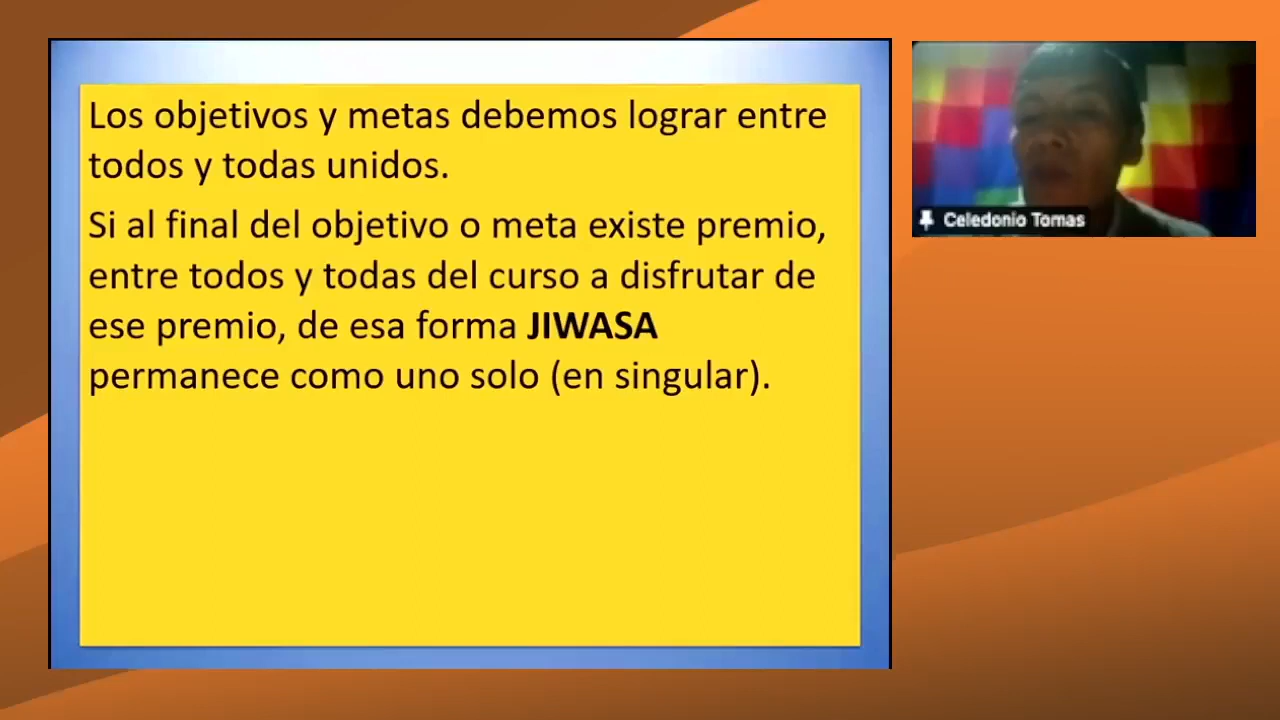 Los objetivos y metas debemos lograr entre
todos y todas unidos.
Si al final del objetivo o meta existe premio,
entre todos y todas del curso a disfrutar de
ese premio, de esa forma JIWASA
permanece como uno solo (en singular).
Celedonio Tomas